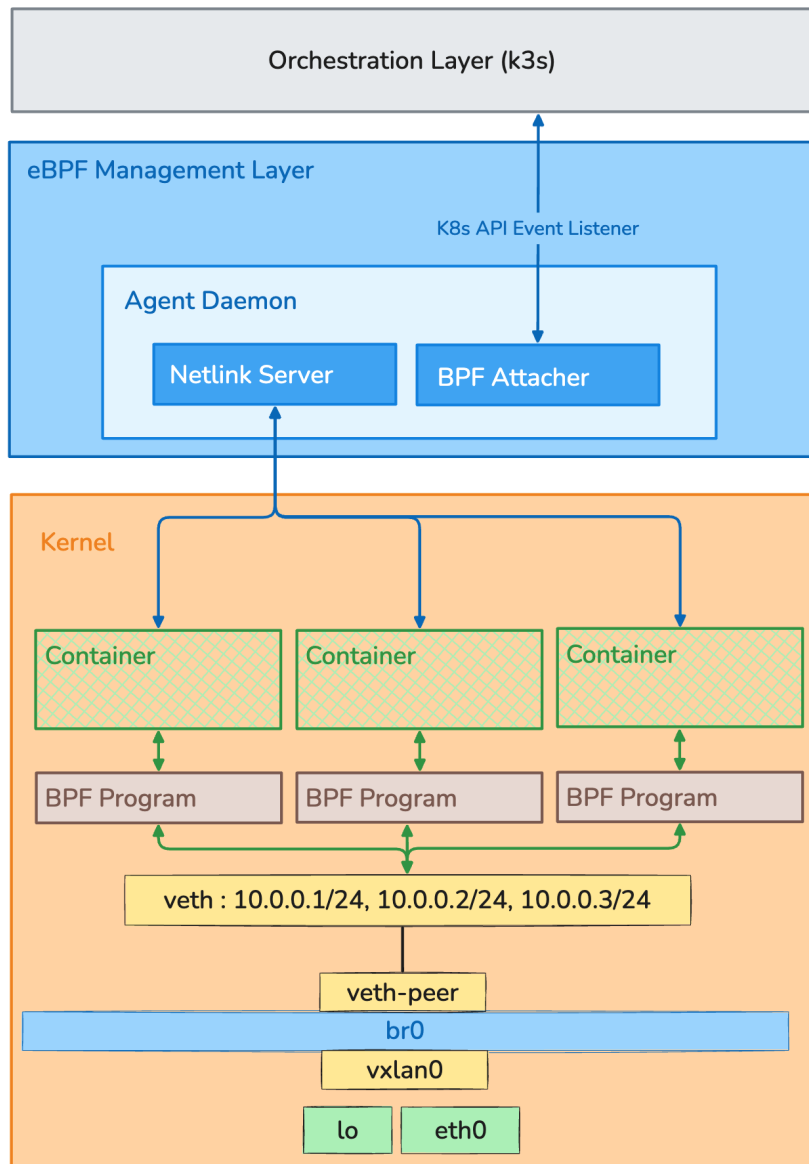 Orchestration Layer (k3s)
eBPF Management Layer
K8s API Event Listener
Agent Daemon
Netlink Server
BPF Attacher
Kernel
Container
Container
Container
BPF Program
BPF Program
BPF Program
veth : 10.0.0.1/24, 10.0.0.2/24, 10.0.0.3/24
veth-peer
br0
vxlan0
lo
eth0